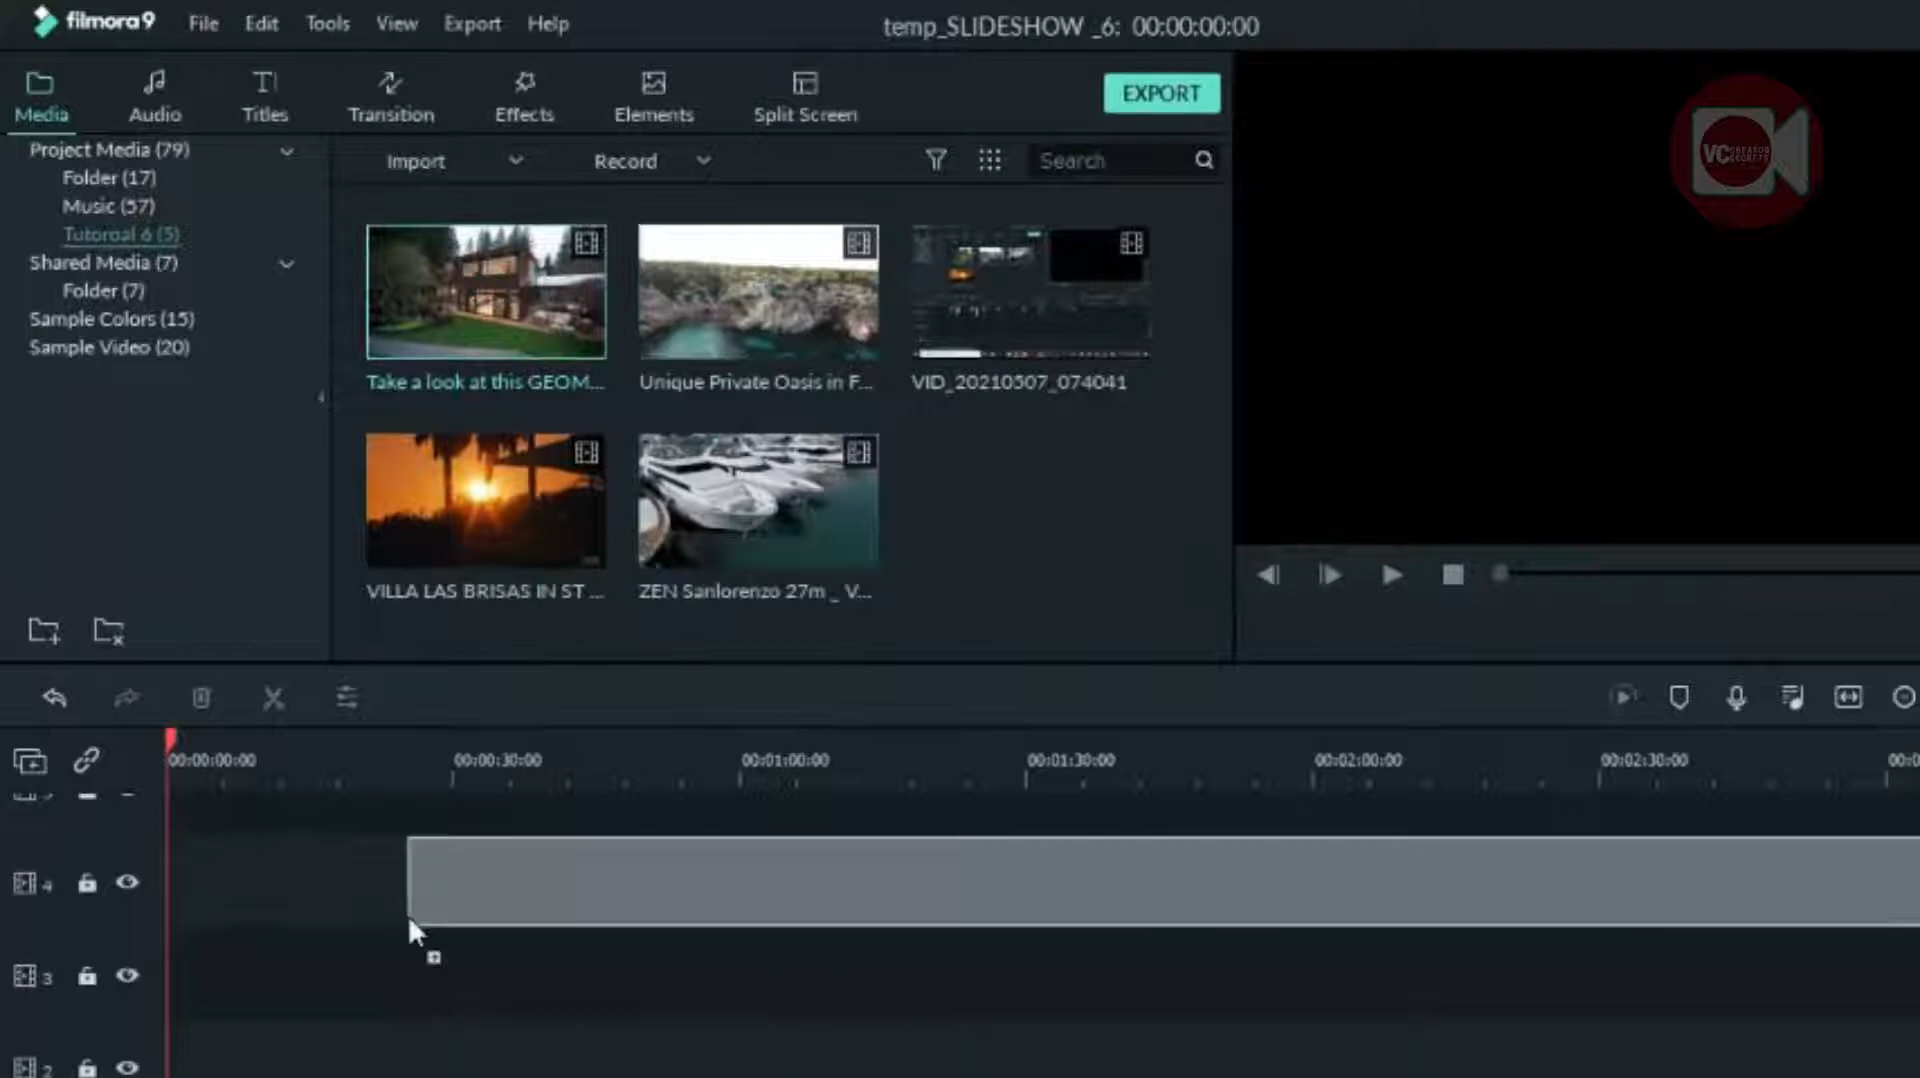 filmora9 File Edit Tools View Export Help temp_SLIDESHOW _6: 00:00:00:00
Media Audio Titles Transition Effects Elements Split Screen EXPORT
Project Media (79)
Folder (17)
Music (57)
Tutoroal 6 (5)
Shared Media (7)
Folder (7)
Sample Colors (15)
Sample Video (20)
Import Record Search
Take a look at this GEOM... Unique Private Oasis in F... VID_20210507_074041
VILLA LAS BRISAS IN ST ... ZEN Sanlorenzo 27m _ V...
VC CREATOR
SECRETS
00:00:00:00 00:00:30:00 00:01:00:00 00:01:30:00 00:02:00:00 00:02:30:00 00:0
4
3
2